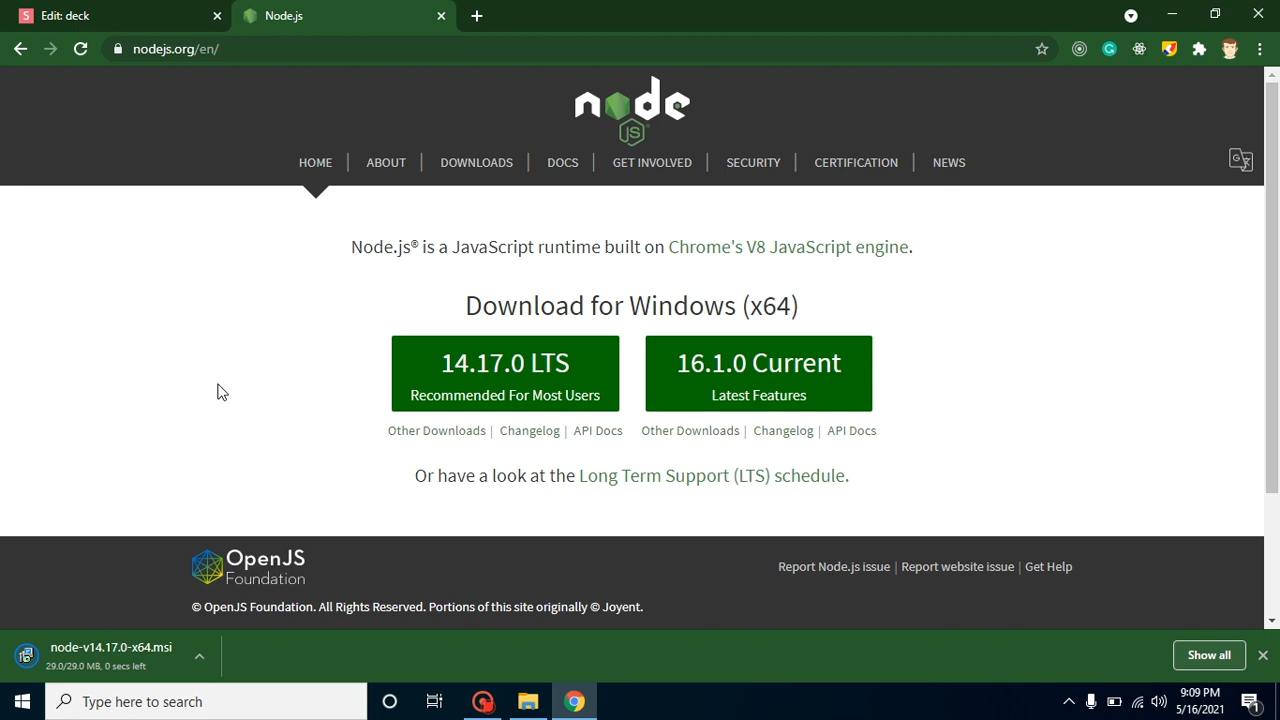 Edit: deck
Node.js
nodejs.org/en/
node
JS
HOME
ABOUT
DOWNLOADS
DOCS
GET INVOLVED
SECURITY
CERTIFICATION
NEWS
Node.js® is a JavaScript runtime built on Chrome's V8 JavaScript engine.
Download for Windows (x64)
14.17.0 LTS
Recommended For Most Users
16.1.0 Current
Latest Features
Other Downloads | Changelog | API Docs
Other Downloads | Changelog | API Docs
Or have a look at the Long Term Support (LTS) schedule.
OpenJS
Foundation
Report Node.js issue | Report website issue | Get Help
© OpenJS Foundation. All Rights Reserved. Portions of this site originally © Joyent.
node-v14.17.0-x64.msi
29.0/29.0 MB, 0 secs left
Show all
Type here to search
9:09 PM
5/16/2021
1